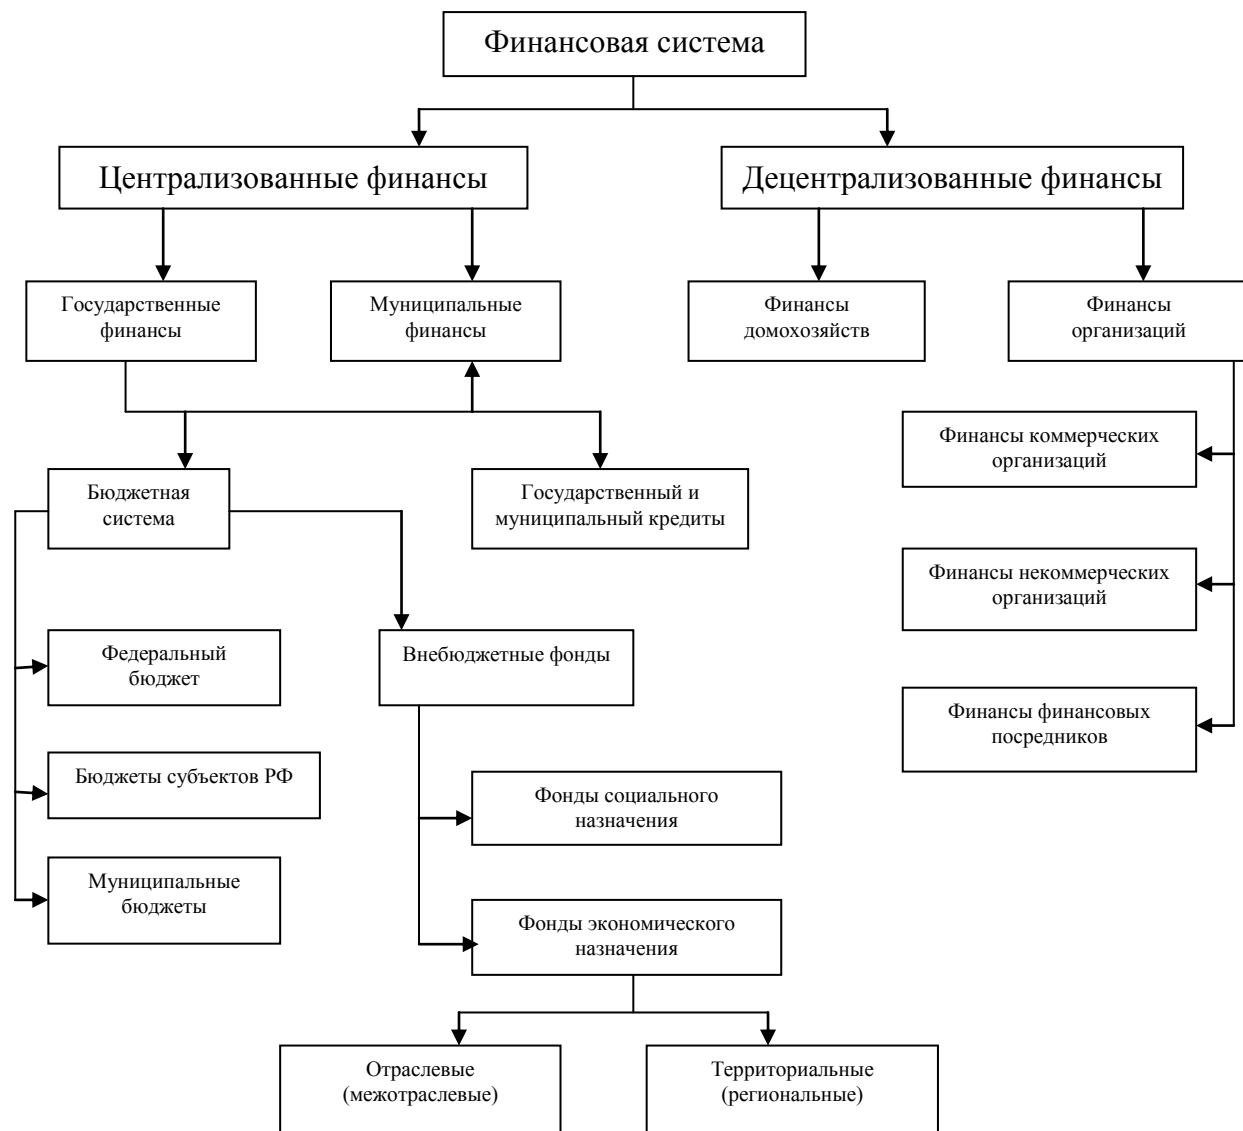 Финансовая система
Централизованные финансы
Децентрализованные финансы
Государственные
финансы
Муниципальные
финансы
Финансы
домохозяйств
Финансы
организаций
Финансы коммерческих
организаций
Бюджетная
система
Государственный и
муниципальный кредиты
Финансы некоммерческих
организаций
Федеральный
бюджет
Внебюджетные фонды
Финансы финансовых
посредников
Бюджеты субъектов РФ
Фонды социального
назначения
Муниципальные
бюджеты
Фонды экономического
назначения
Отраслевые
(межотраслевые)
Территориальные
(региональные)